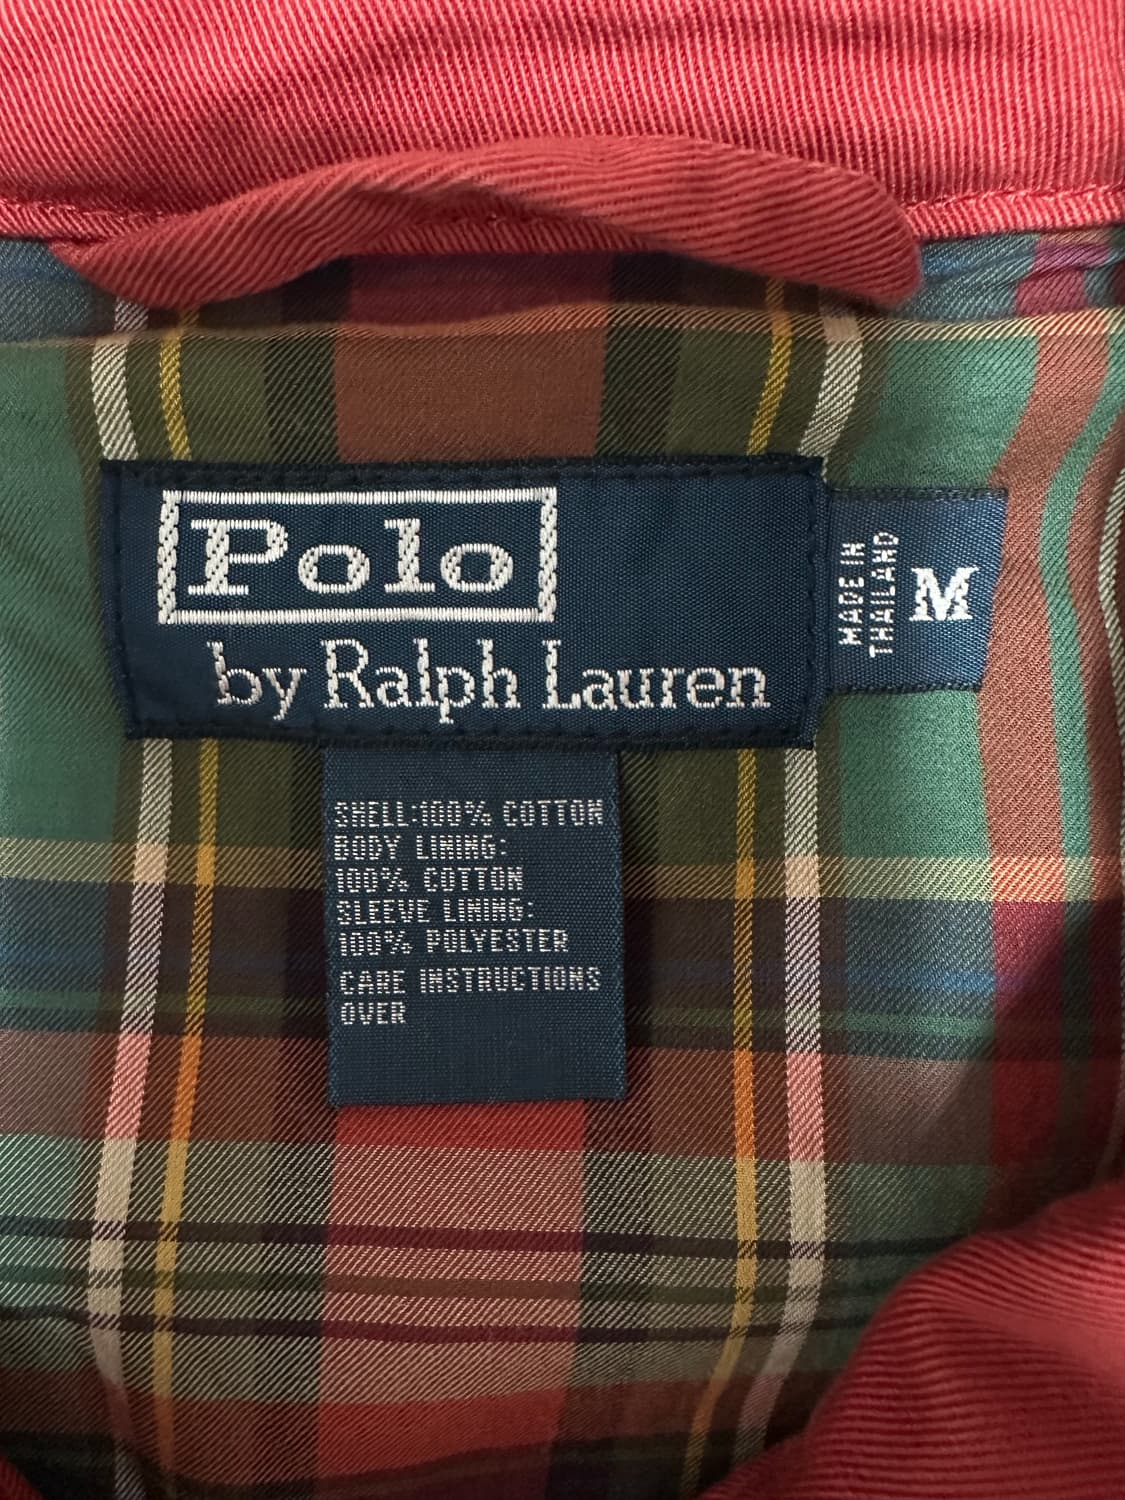 Polo
by Ralph Lauren
MADE IN
THAILAND
M
SHELL:100% COTTON
BODY LINING:
100% COTTON
SLEEVE LINING:
100% POLYESTER
CARE INSTRUCTIONS
OVER